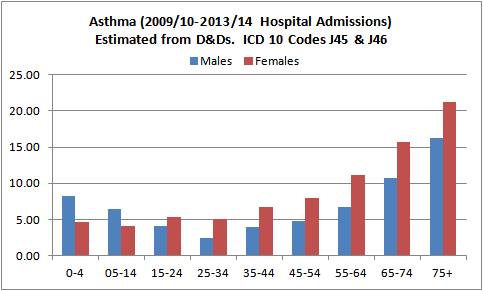 Asthma (2009/10-2013/14 Hospital Admissions)
Estimated from D&Ds. ICD 10 Codes J45 & J46
Males Females
25.00
20.00
15.00
10.00
5.00
0.00
0-4 05-14 15-24 25-34 35-44 45-54 55-64 65-74 75+